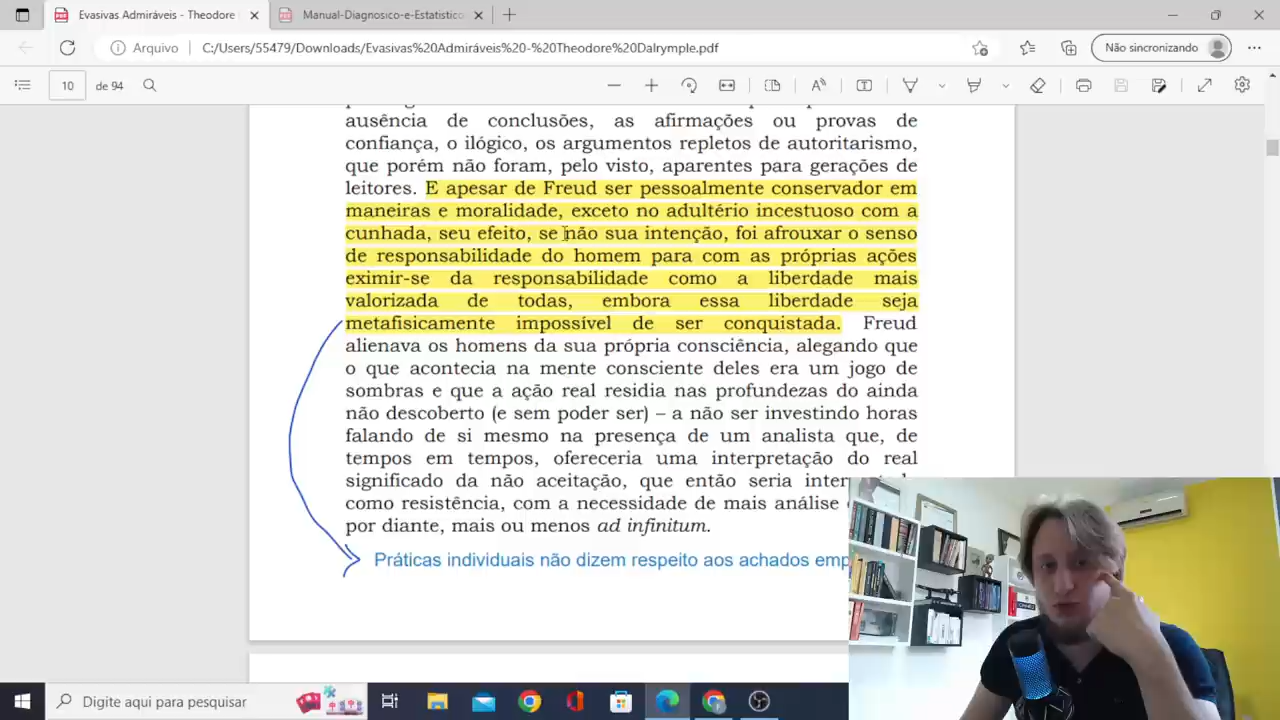 Evasivas Admiráveis - Theodore
Manual-Diagnosico-e-Estatistico
Arquivo
C:/Users/55479/Downloads/Evasivas%20Admiráveis%20-%20Theodore%20Dalrymple.pdf
Não sincronizando
10 de 94
ausência de conclusões, as afirmações ou provas de
confiança, o ilógico, os argumentos repletos de autoritarismo,
que porém não foram, pelo visto, aparentes para gerações de
leitores. E apesar de Freud ser pessoalmente conservador em
maneiras e moralidade, exceto no adultério incestuoso com a
cunhada, seu efeito, se não sua intenção, foi afrouxar o senso
de responsabilidade do homem para com as próprias ações
eximir-se da responsabilidade como a liberdade mais
valorizada de todas, embora essa liberdade seja
metafisicamente impossível de ser conquistada. Freud
alienava os homens da sua própria consciência, alegando que
o que acontecia na mente consciente deles era um jogo de
sombras e que a ação real residia nas profundezas do ainda
não descoberto (e sem poder ser) – a não ser investindo horas
falando de si mesmo na presença de um analista que, de
tempos em tempos, ofereceria uma interpretação do real
significado da não aceitação, que então seria
como resistência, com a necessidade de mais análise
por diante, mais ou menos ad infinitum.
Práticas individuais não dizem respeito aos achados emp
Digite aqui para pesquisar